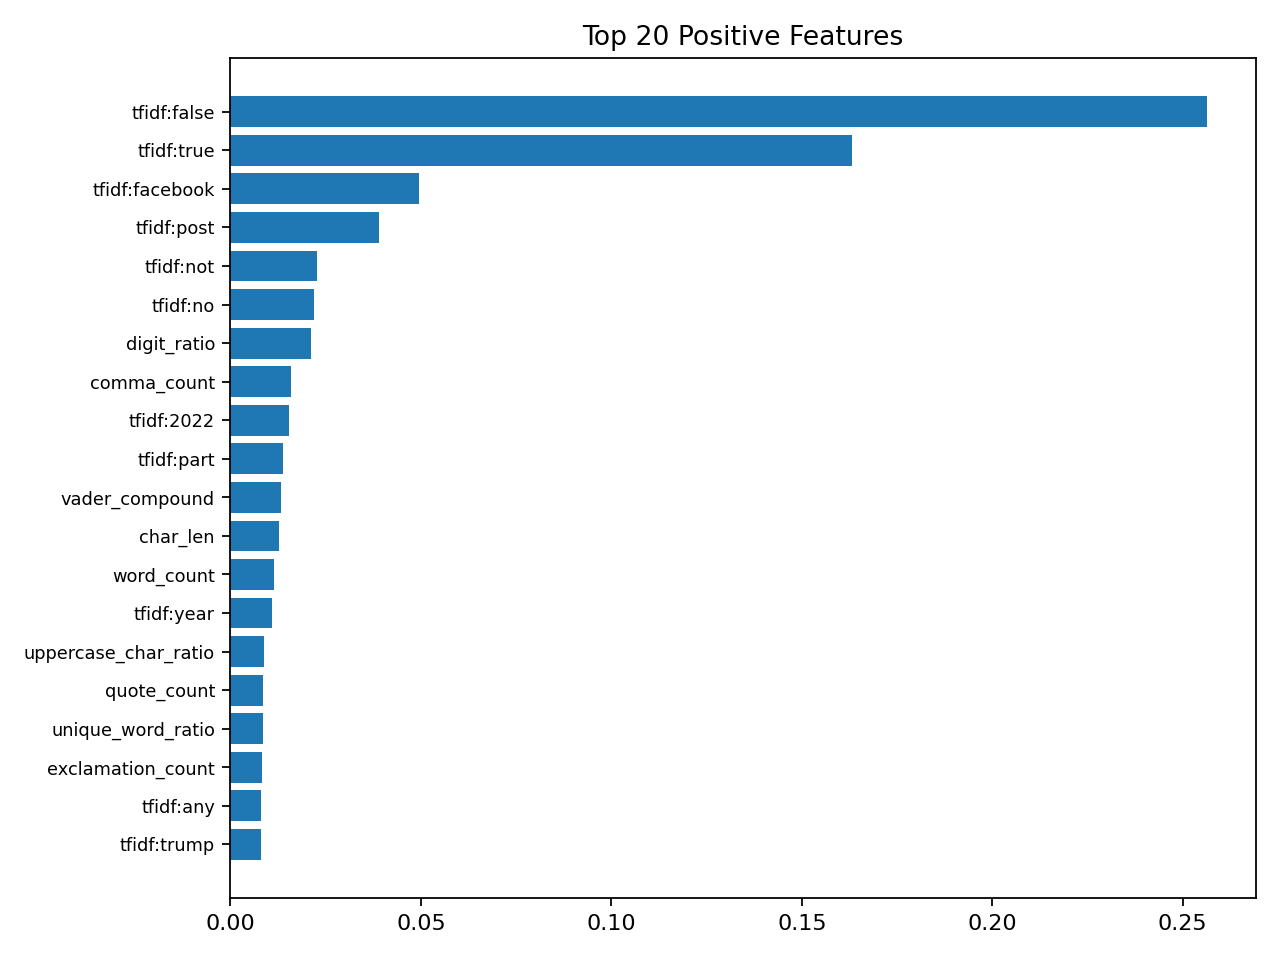 Top 20 Positive Features
tfidf:false
tfidf:true
tfidf:facebook
tfidf:post
tfidf:not
tfidf:no
digit_ratio
comma_count
tfidf:2022
tfidf:part
vader_compound
char_len
word_count
tfidf:year
uppercase_char_ratio
quote_count
unique_word_ratio
exclamation_count
tfidf:any
tfidf:trump
0.00 0.05 0.10 0.15 0.20 0.25